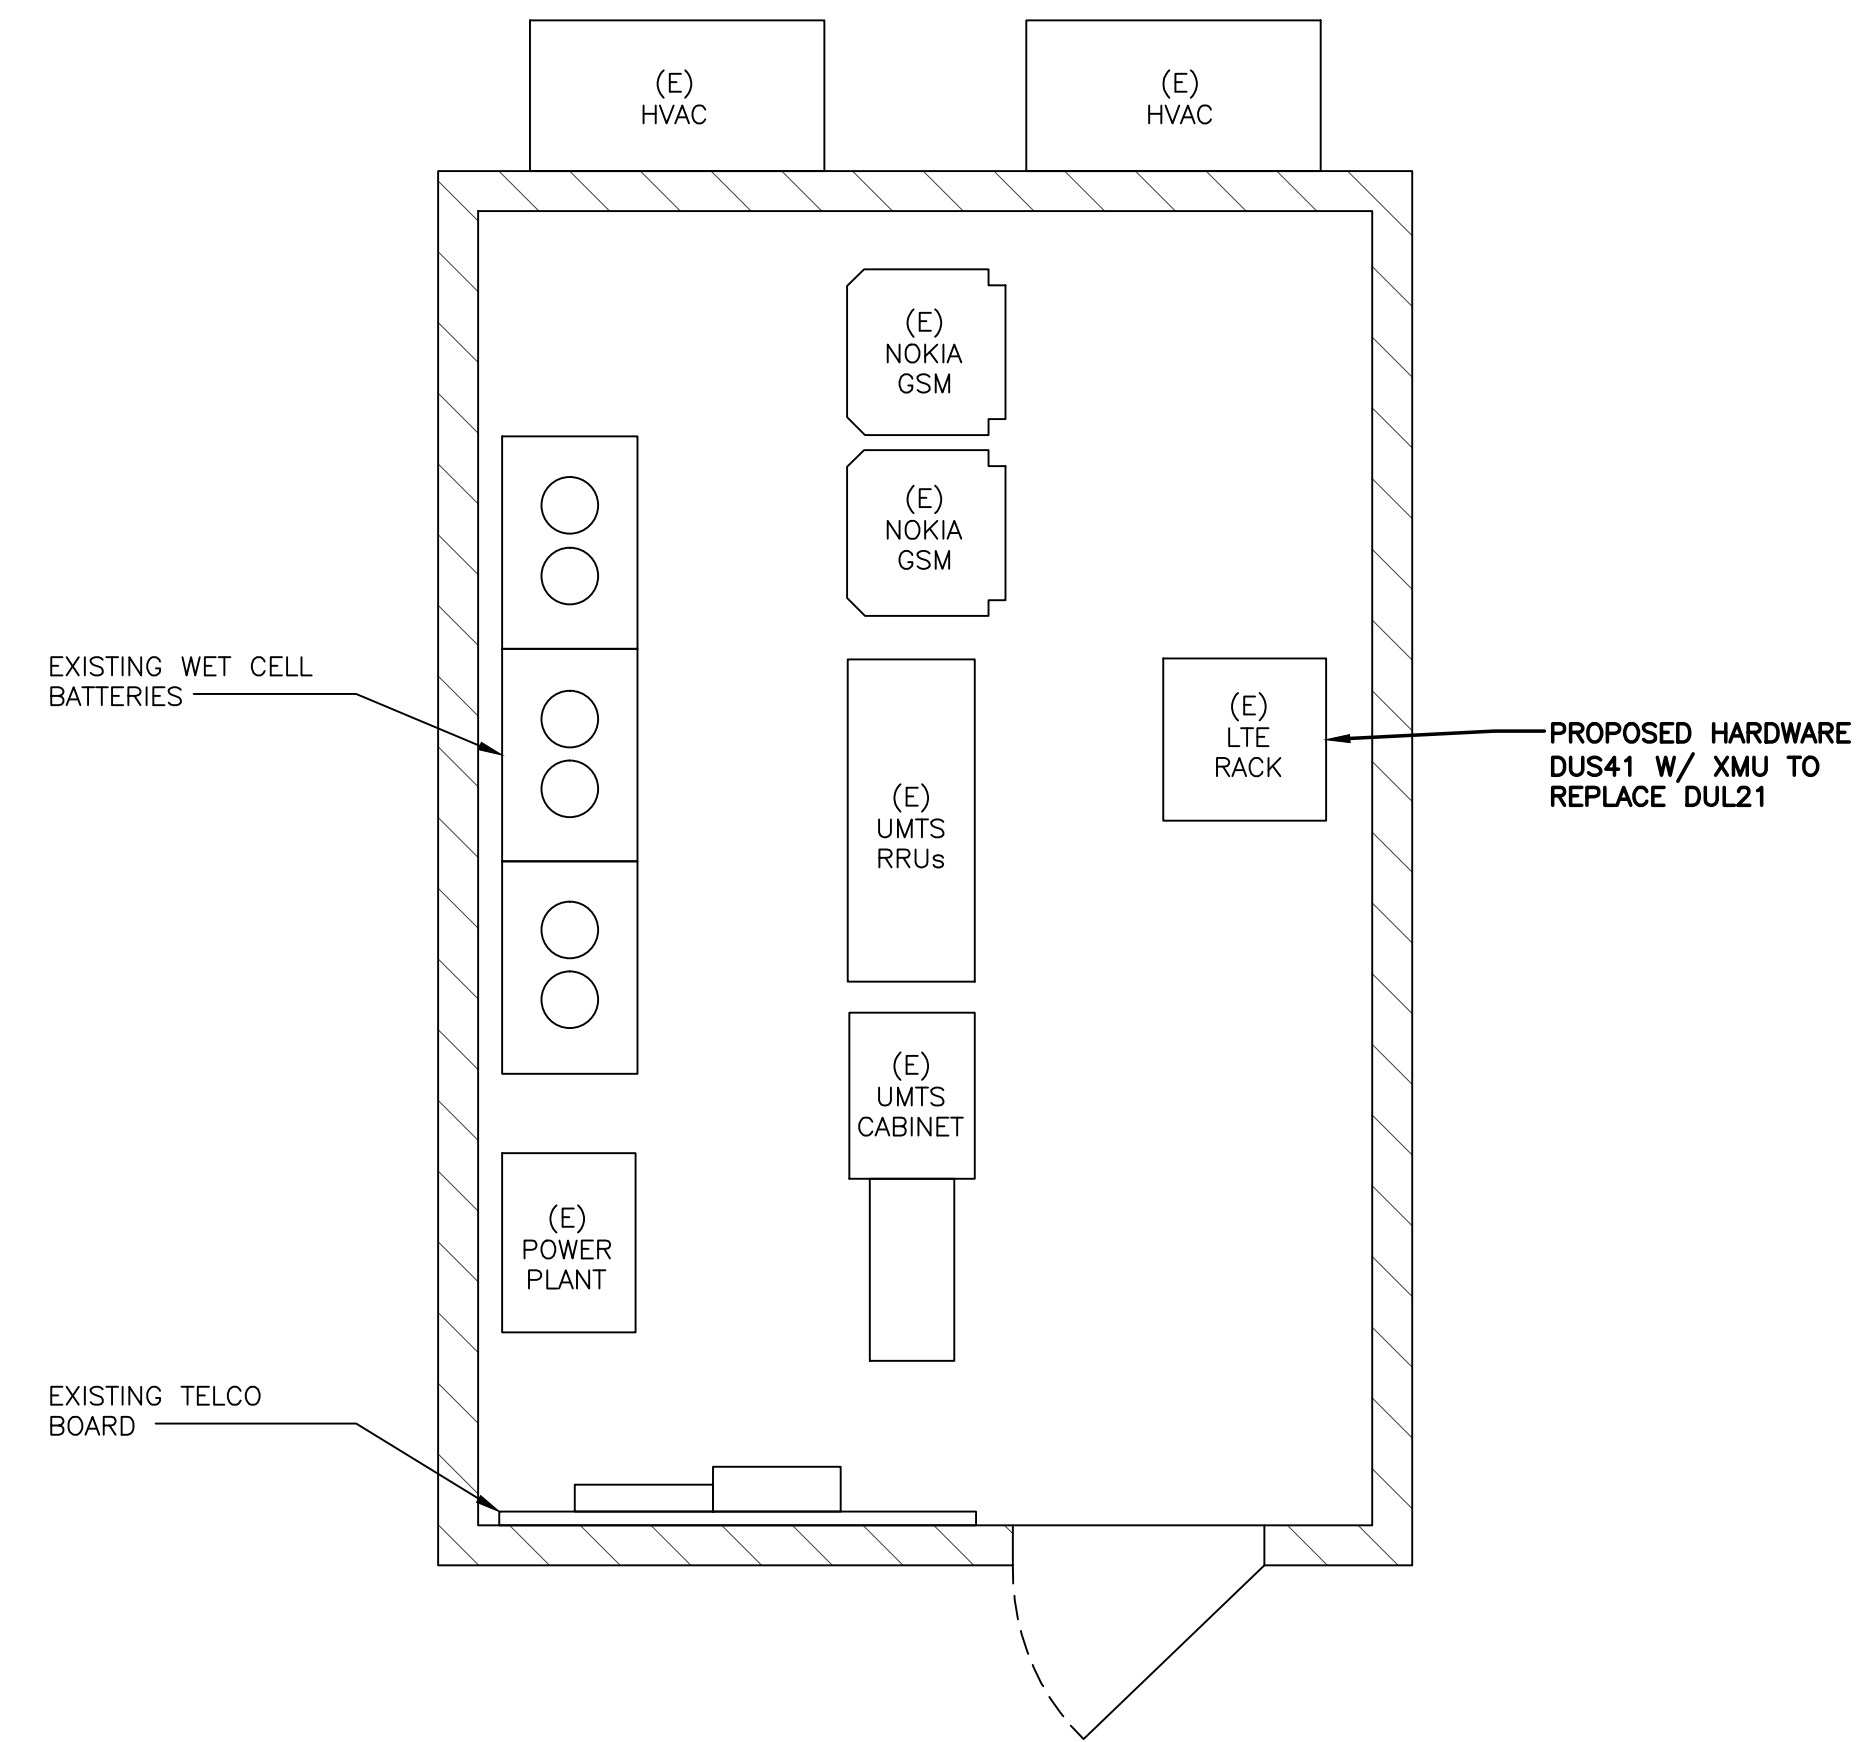 (E)
HVAC
(E)
HVAC
(E)
NOKIA
GSM
(E)
NOKIA
GSM
EXISTING WET CELL
BATTERIES
(E)
LTE
RACK
PROPOSED HARDWARE
DUS41 W/ XMU TO
REPLACE DUL21
(E)
UMTS
RRUs
(E)
UMTS
CABINET
(E)
POWER
PLANT
EXISTING TELCO
BOARD